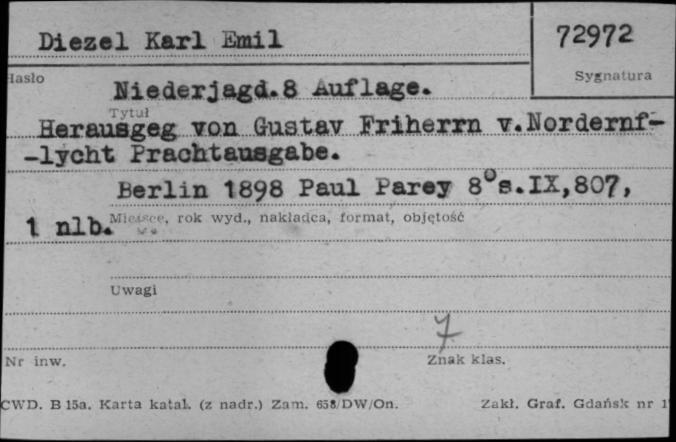 Diezel Karl Emil
72972
Hasło
Sygnatura
Niederjagd.8 Auflage.
Tytuł
Herausgeg von Gustav Friherrn v.Nordernf-
-lycht Prachtausgabe.
Berlin 1898 Paul Parey 8°s.IX,807,
1 nlb.
Miejsce, rok wyd., nakładca, format, objętość
Uwagi
7
Nr inw.
Znak klas.
CWD. B 15a. Karta katal. (z nadr.) Zam. 658/DW/On.
Zakł. Graf. Gdańsk nr 1